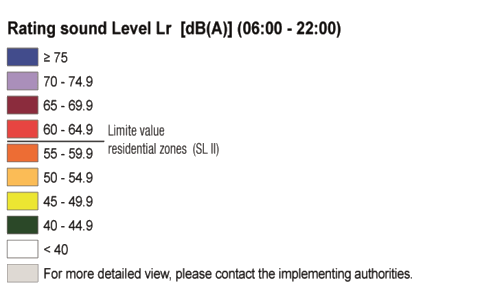 Rating sound Level Lr [dB(A)] (06:00 - 22:00)
≥ 75
70 - 74.9
65 - 69.9
60 - 64.9
Limite value
residential zones (SL II)
55 - 59.9
50 - 54.9
45 - 49.9
40 - 44.9
< 40
For more detailed view, please contact the implementing authorities.